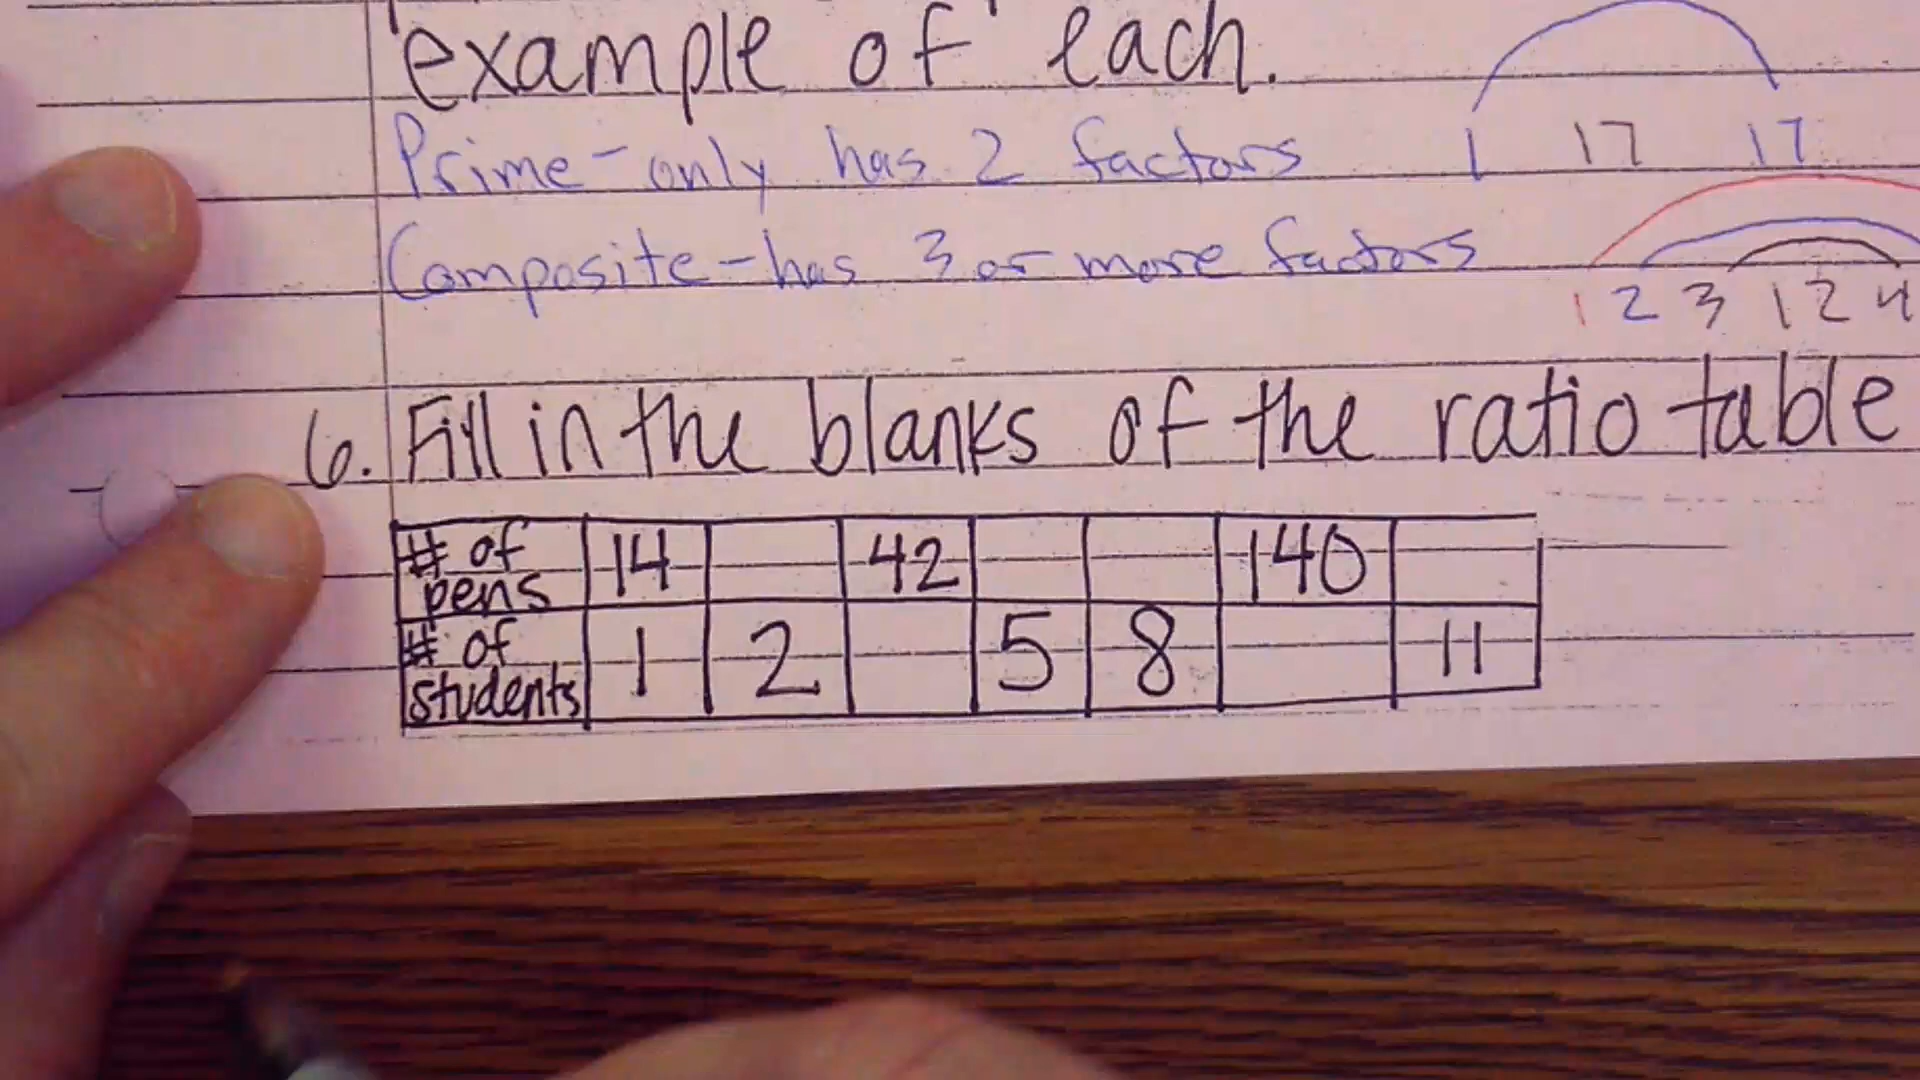 example of each.
Prime - only has 2 factors 1 17 17
Composite - has 3 or more factors
1 2 3 12 4
6. Fill in the blanks of the ratio table
# of pens 14 42 140
# of students 1 2 5 8 11